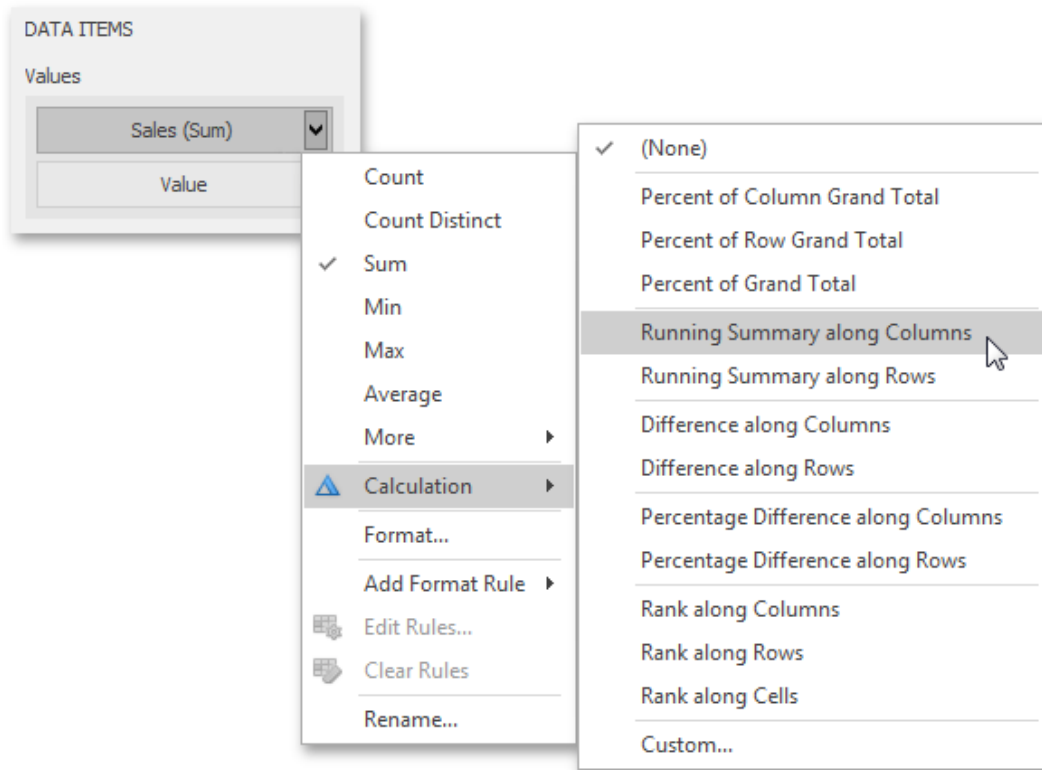 DATA ITEMS
Values
Sales (Sum)
Value
Count
Count Distinct
Sum
Min
Max
Average
More
Calculation
Format...
Add Format Rule
Edit Rules...
Clear Rules
Rename...
(None)
Percent of Column Grand Total
Percent of Row Grand Total
Percent of Grand Total
Running Summary along Columns
Running Summary along Rows
Difference along Columns
Difference along Rows
Percentage Difference along Columns
Percentage Difference along Rows
Rank along Columns
Rank along Rows
Rank along Cells
Custom...